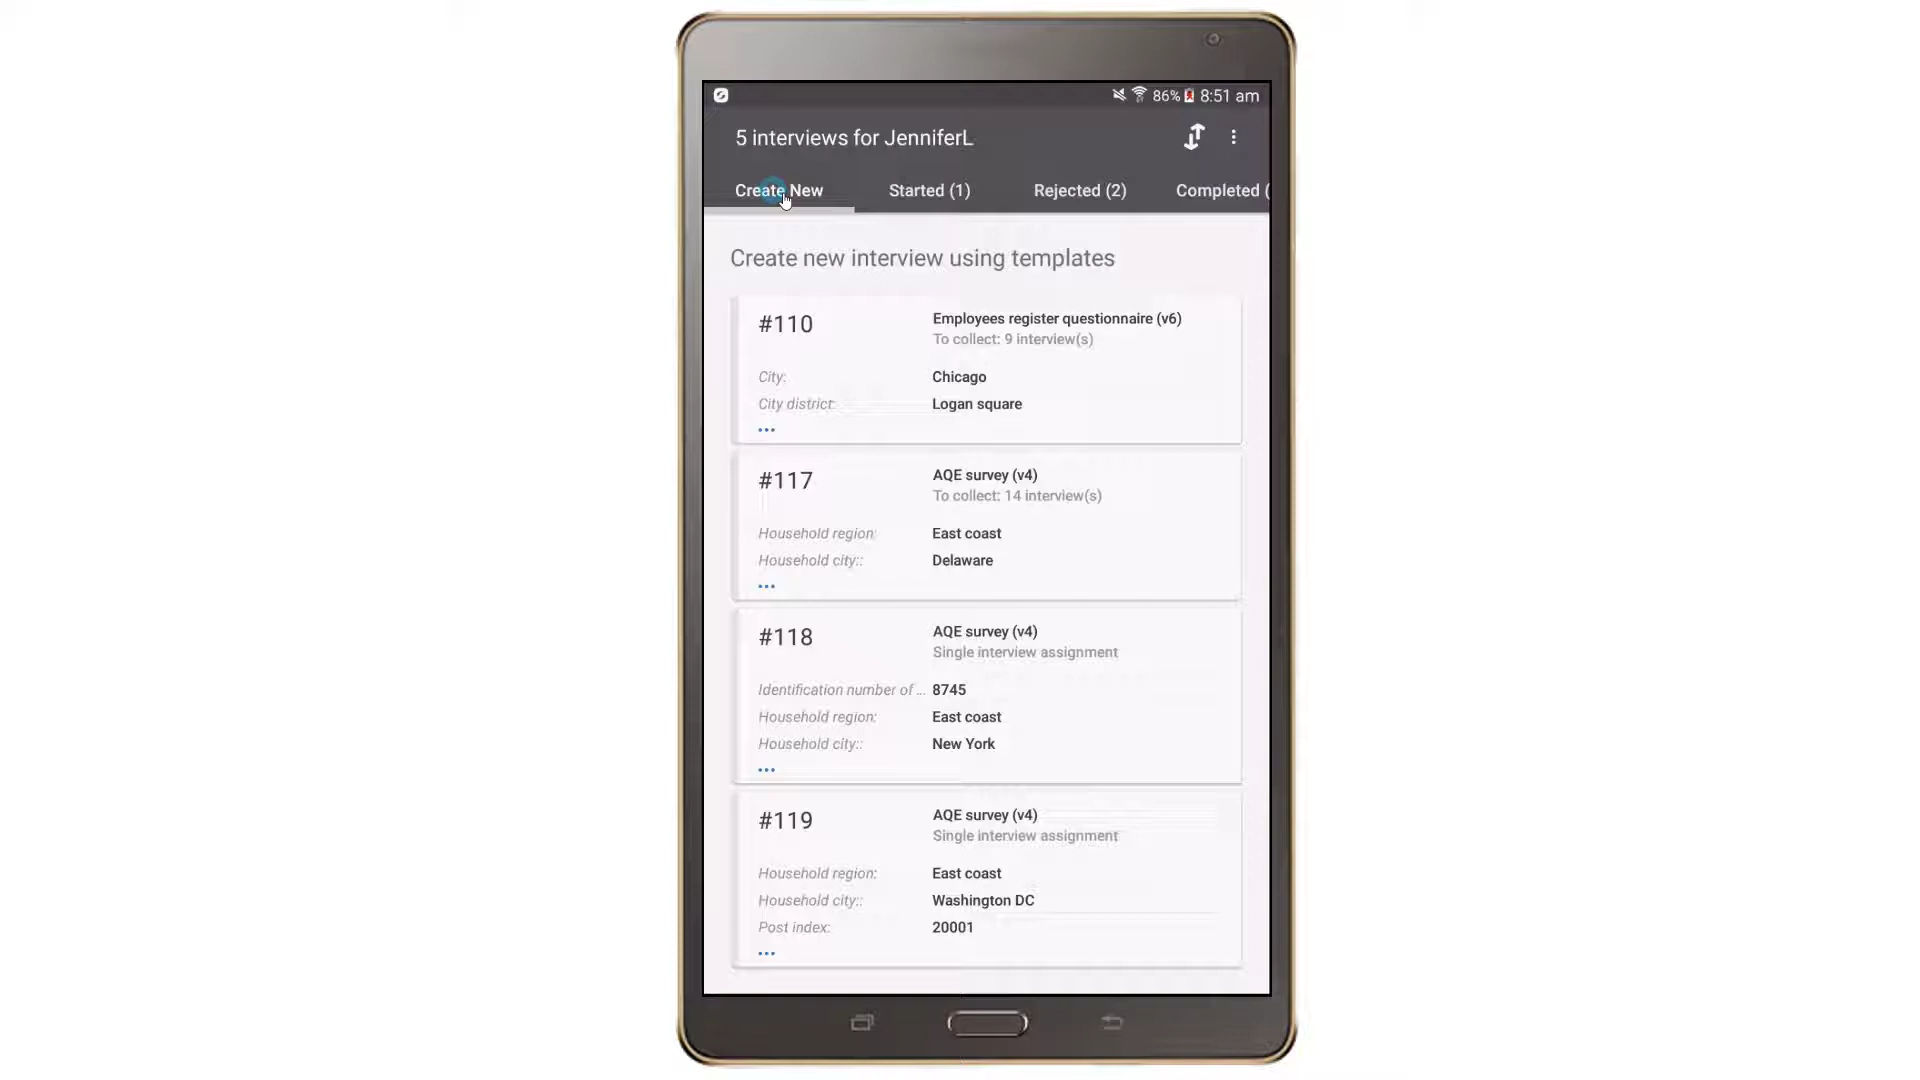 86% 8:51 am
5 interviews for JenniferL
Create New Started (1) Rejected (2) Completed (
Create new interview using templates
#110 Employees register questionnaire (v6)
To collect: 9 interview(s)
City: Chicago
City district: Logan square
...
#117 AQE survey (v4)
To collect: 14 interview(s)
Household region: East coast
Household city:: Delaware
...
#118 AQE survey (v4)
Single interview assignment
Identification number of ... 8745
Household region: East coast
Household city:: New York
...
#119 AQE survey (v4)
Single interview assignment
Household region: East coast
Household city:: Washington DC
Post index: 20001
...